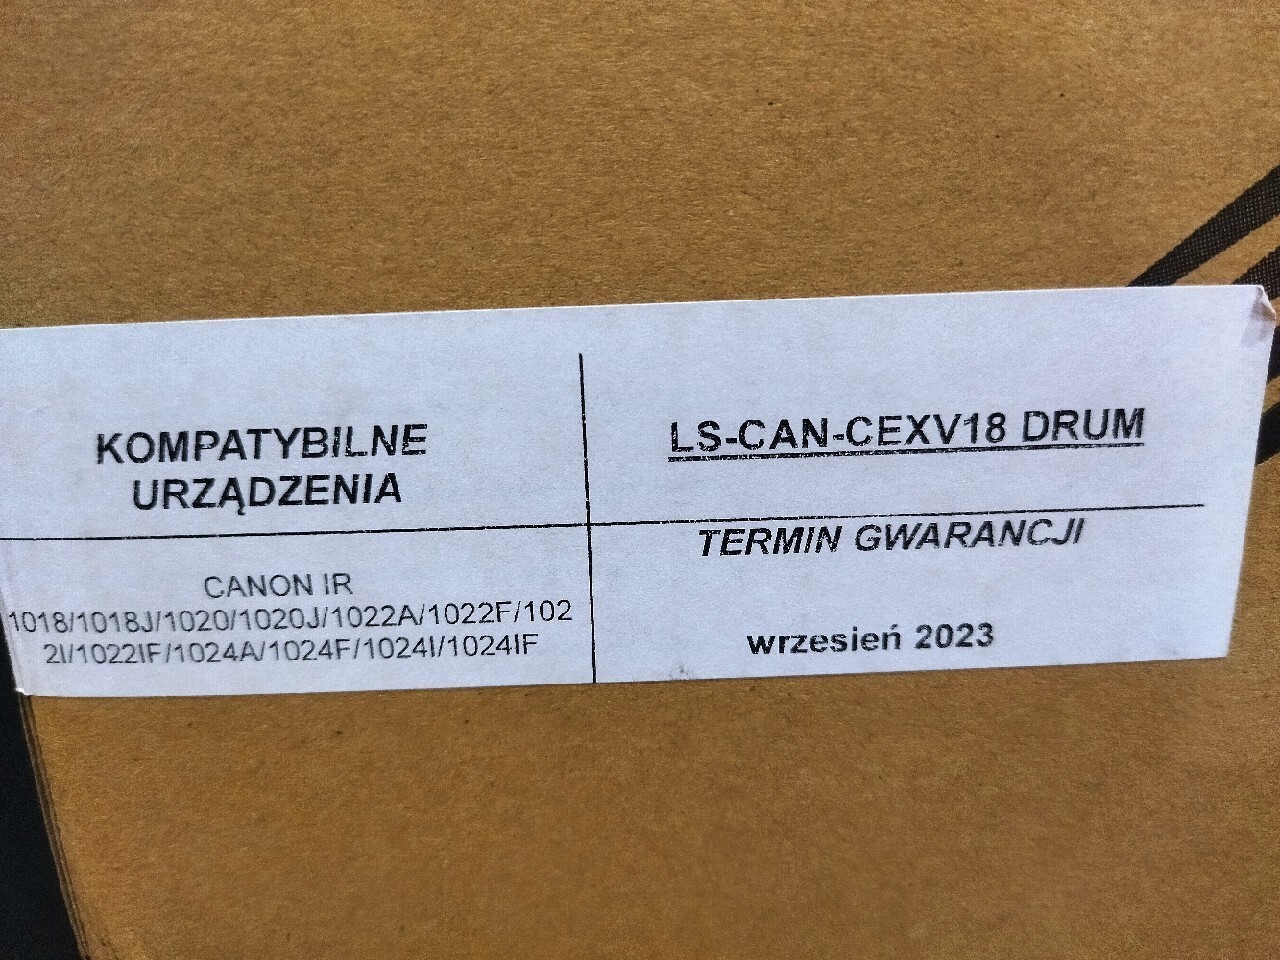 KOMPATYBILNE
URZĄDZENIA
CANON IR
1018/1018J/1020/1020J/1022A/1022F/102
2I/1022IF/1024A/1024F/1024I/1024IF
LS-CAN-CEXV18 DRUM
TERMIN GWARANCJI
wrzesień 2023